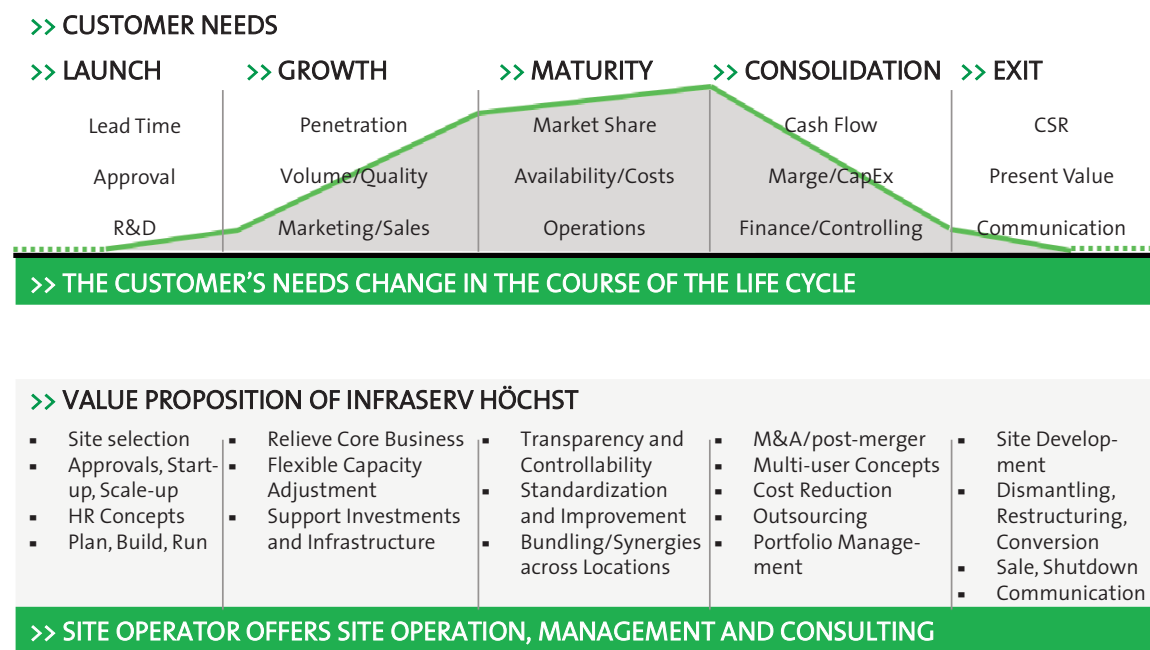 >> CUSTOMER NEEDS
>> LAUNCH >> GROWTH >> MATURITY >> CONSOLIDATION >> EXIT
Lead Time Penetration Market Share Cash Flow CSR
Approval Volume/Quality Availability/Costs Marge/CapEx Present Value
R&D Marketing/Sales Operations Finance/Controlling Communication
>> THE CUSTOMER'S NEEDS CHANGE IN THE COURSE OF THE LIFE CYCLE
>> VALUE PROPOSITION OF INFRASERV HÖCHST
▪ Site selection
▪ Approvals, Start-
up, Scale-up
▪ HR Concepts
▪ Plan, Build, Run
▪ Relieve Core Business
▪ Flexible Capacity
Adjustment
▪ Support Investments
and Infrastructure
▪ Transparency and
Controllability
▪ Standardization
and Improvement
▪ Bundling/Synergies
across Locations
▪ M&A/post-merger
▪ Multi-user Concepts
▪ Cost Reduction
▪ Outsourcing
▪ Portfolio Manage-
ment
▪ Site Develop-
ment
▪ Dismantling,
Restructuring,
Conversion
▪ Sale, Shutdown
▪ Communication
>> SITE OPERATOR OFFERS SITE OPERATION, MANAGEMENT AND CONSULTING